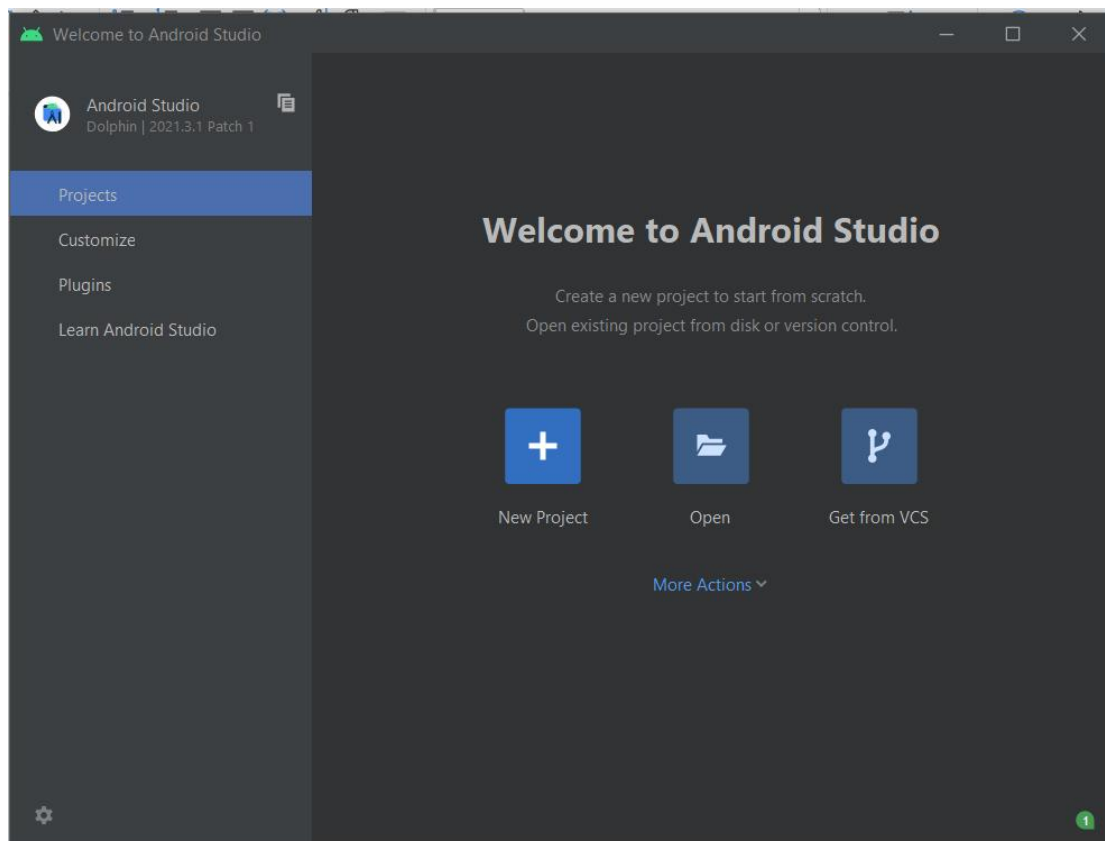 Welcome to Android Studio
Android Studio
Dolphin | 2021.3.1 Patch 1
Projects
Customize
Plugins
Learn Android Studio
Welcome to Android Studio
Create a new project to start from scratch.
Open existing project from disk or version control.
New Project
Open
Get from VCS
More Actions
1